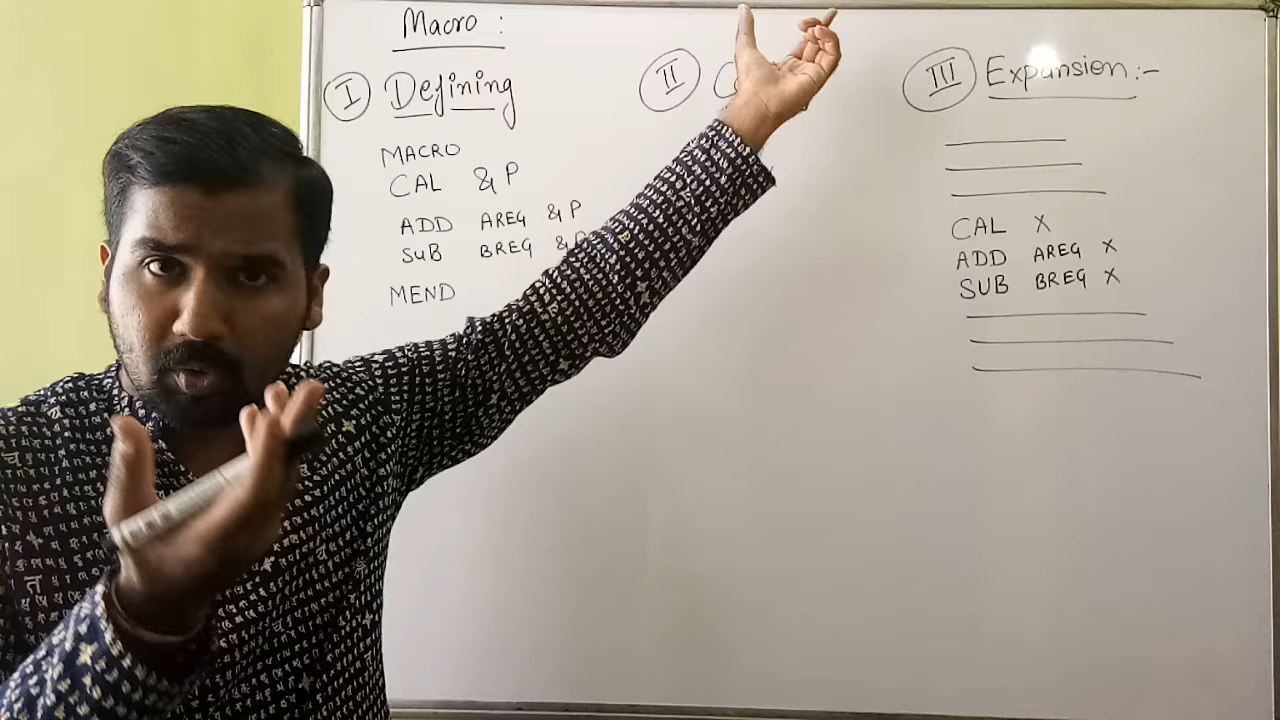 Macro :
I Defining
MACRO
CAL &P
ADD AREG &P
SUB BREG
MEND
II
III Expansion :-
CAL X
ADD AREG X
SUB BREG X